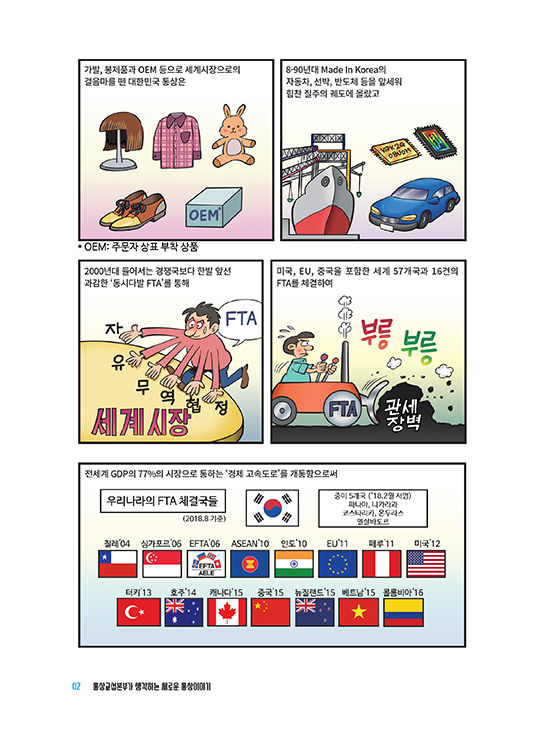 가발, 봉제품과 OEM 등으로 세계시장으로의
걸음마를 뗀 대한민국 통상은
OEM
* OEM: 주문자 상표 부착 상품
8-90년대 Made In Korea의
자동차, 선박, 반도체 등을 앞세워
힘찬 질주의 궤도에 올랐고
2000년대 들어서는 경쟁국보다 한발 앞선
과감한 ‘동시다발 FTA’를 통해
FTA
자
유
무
역
협
정
세계시장
미국, EU, 중국을 포함한 세계 57개국과 16건의
FTA를 체결하여
부릉
부릉
FTA
관세
장벽
전세계 GDP의 77%의 시장으로 통하는 ‘경제 고속도로’를 개통함으로써
우리나라의 FTA 체결국들
(2018.8 기준)
중미 5개국 ('18.2월 서명)
파나마, 니카라과
코스타리카, 온두라스
엘살바도르
칠레'04 싱가포르'06 EFTA'06 ASEAN'10 인도'10 EU'11 페루'11 미국'12
EFTA
AELE
터키'13 호주'14 캐나다'15 중국'15 뉴질랜드'15 베트남'15 콜롬비아'16
02 통상교섭본부가 생각하는 새로운 통상이야기